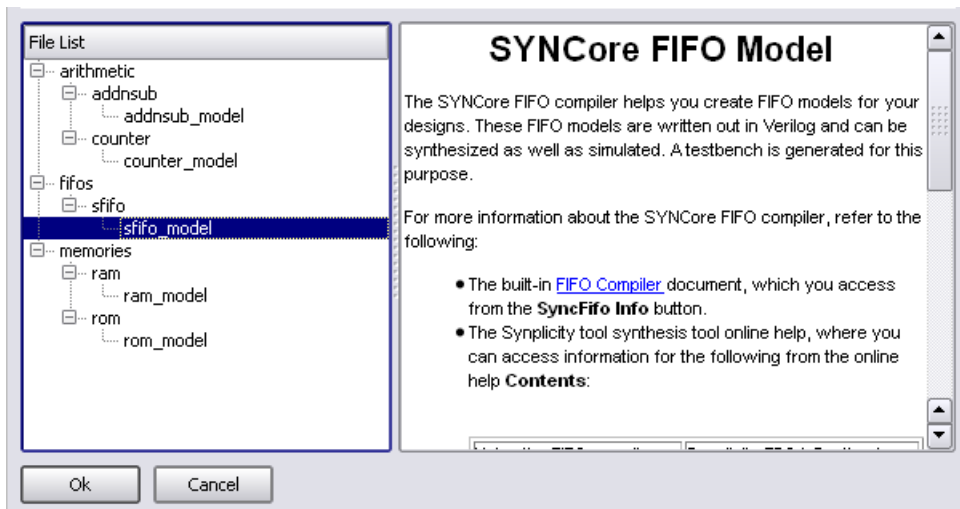 File List
arithmetic
addnsub
addnsub_model
counter
counter_model
fifos
sfifo
sfifo_model
memories
ram
ram_model
rom
rom_model
SYNCore FIFO Model
The SYNCore FIFO compiler helps you create FIFO models for your
designs. These FIFO models are written out in Verilog and can be
synthesized as well as simulated. A testbench is generated for this
purpose.
For more information about the SYNCore FIFO compiler, refer to the
following:
The built-in FIFO Compiler document, which you access
from the SyncFifo Info button.
The Synplicity tool synthesis tool online help, where you
can access information for the following from the online
help Contents:
Ok
Cancel